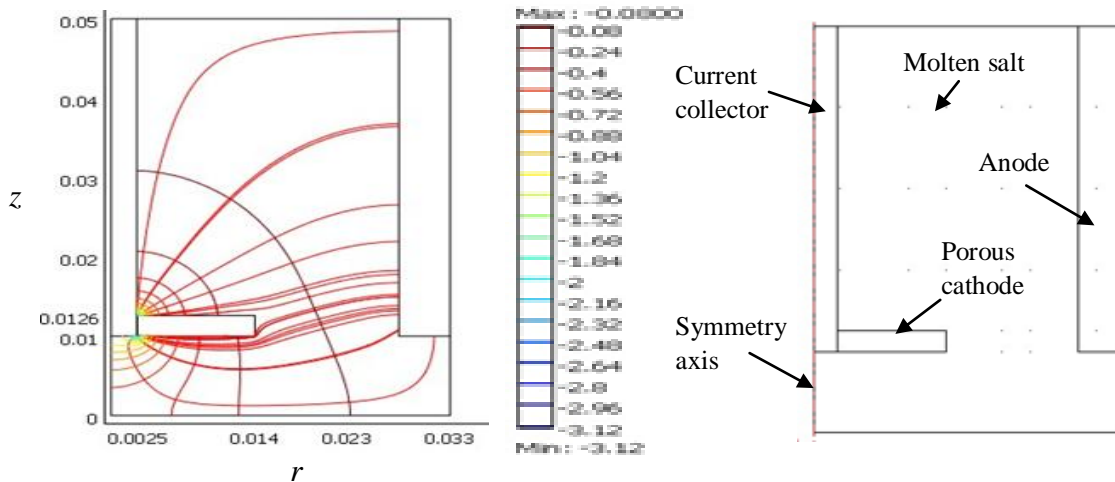 0.05
0.04
0.03
z
0.02
0.0126
0.01
0
0.0025 0.014 0.023 0.033
r
Max: -0.0800
-0.08
-0.24
-0.4
-0.56
-0.72
-0.88
-1.04
-1.2
-1.36
-1.52
-1.68
-1.84
-2
-2.16
-2.32
-2.48
-2.64
-2.8
-2.96
-3.12
Min: -3.12
Current
collector
Molten salt
Anode
Porous
cathode
Symmetry
axis